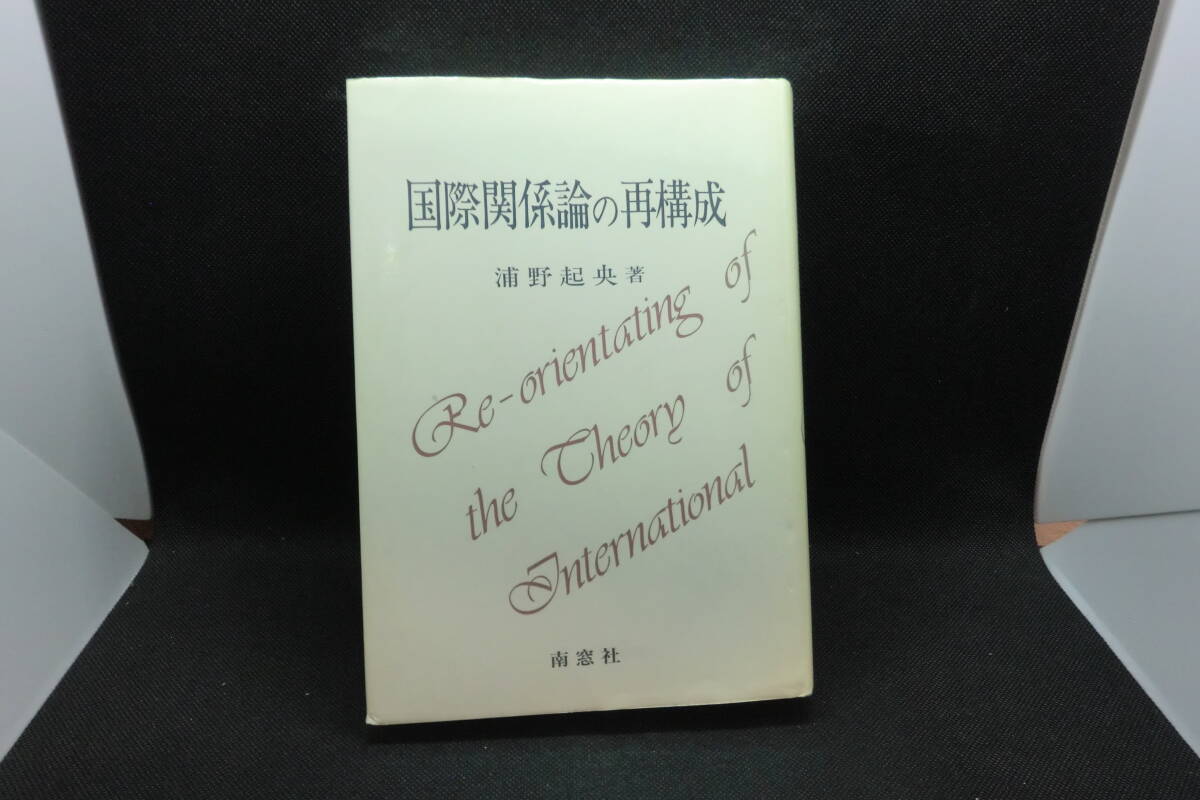 国際関係論の再構成
浦野起央著
Re-orientating of
the Theory of
International
南窓社